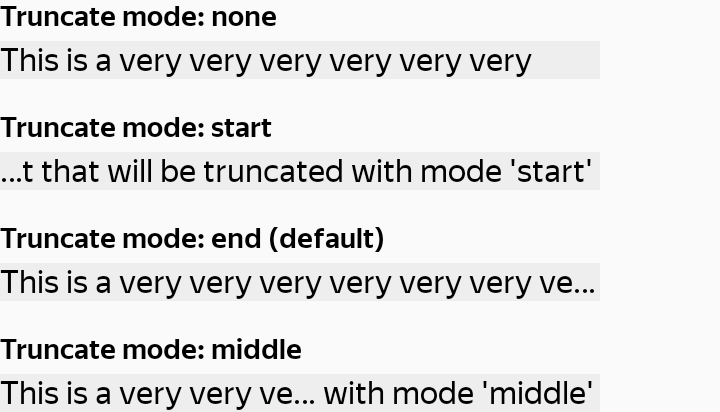 Truncate mode: none
This is a very very very very very very
Truncate mode: start
...t that will be truncated with mode 'start'
Truncate mode: end (default)
This is a very very very very very very ve...
Truncate mode: middle
This is a very very ve... with mode 'middle'